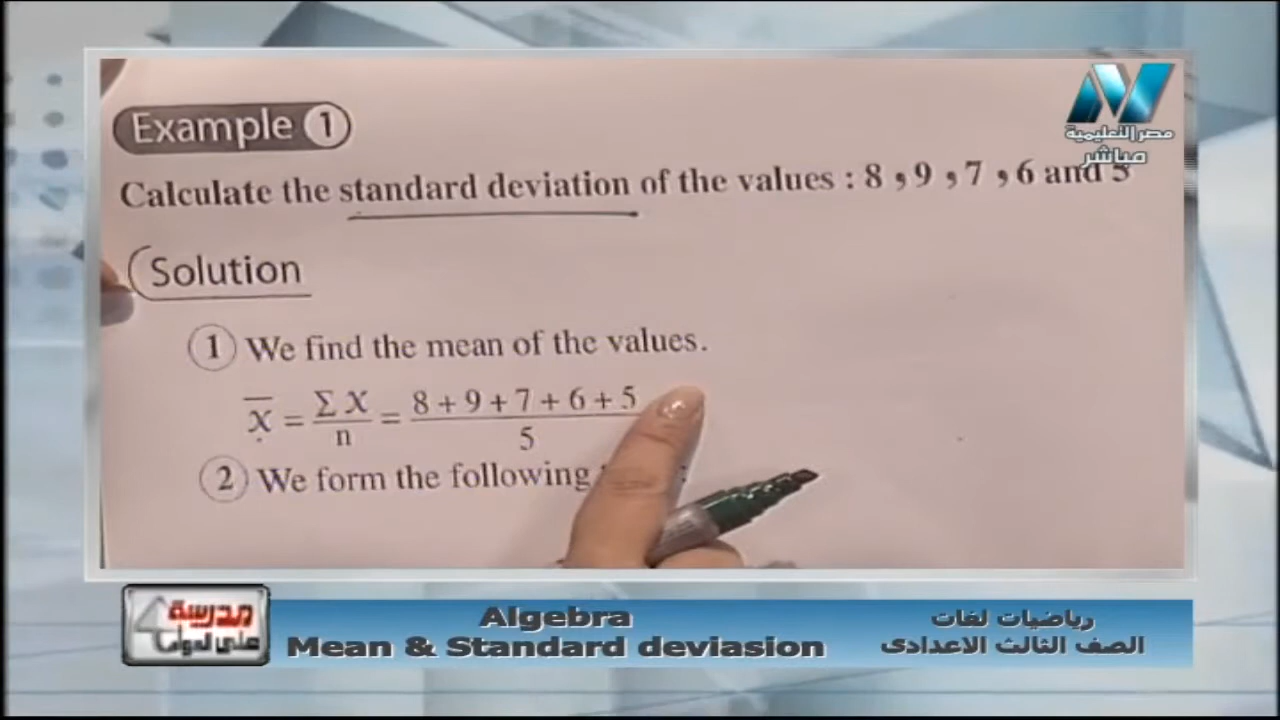 مصر التعليمية
مباشر
Example 1
Calculate the standard deviation of the values : 8 , 9 , 7 , 6 and 5
Solution
1 We find the mean of the values.
X̄ = Σ X / n = 8 + 9 + 7 + 6 + 5 / 5
2 We form the following
مدرسة
على الهواء
Algebra
Mean & Standard deviasion
رياضيات لغات
الصف الثالث الاعدادى